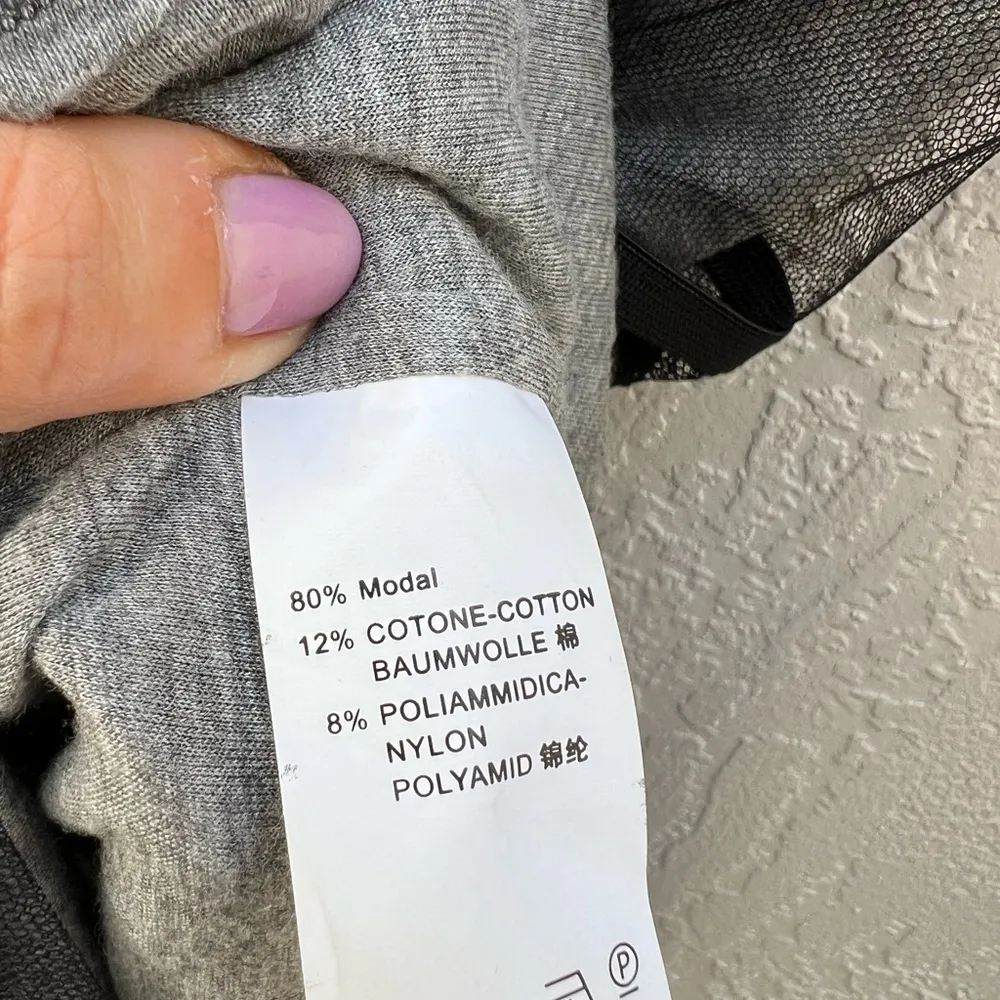 80% Modal
12% COTONE-COTTON
BAUMWOLLE 棉
8% POLIAMMIDICA-
NYLON
POLYAMID 锦纶
P